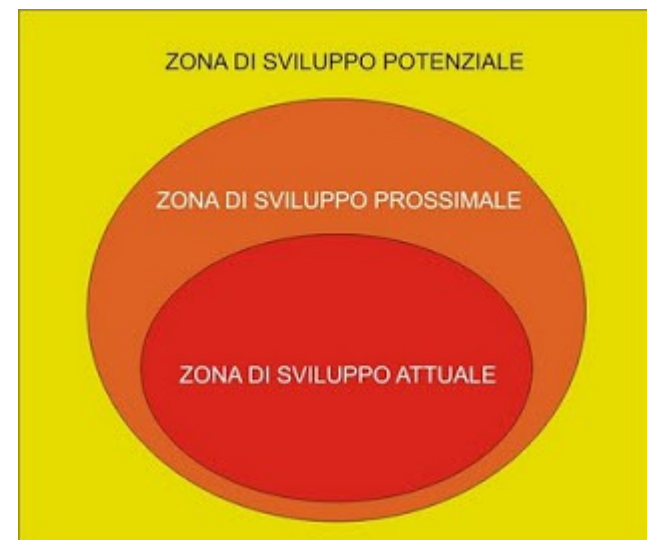 ZONA DI SVILUPPO POTENZIALE
ZONA DI SVILUPPO PROSSIMALE
ZONA DI SVILUPPO ATTUALE